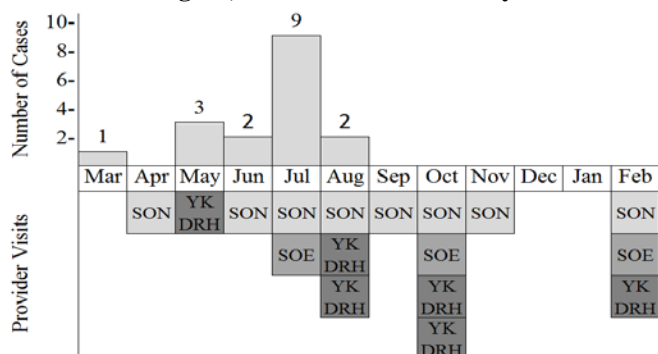 10-
8-
6-
4-
2-
Number of Cases
1
3
2
9
2
Mar Apr May Jun Jul Aug Sep Oct Nov Dec Jan Feb
Provider Visits
SON YK DRH SON SON SON SON SON SON SON
SOE YK DRH SOE SOE
YK DRH YK DRH YK DRH
YK DRH